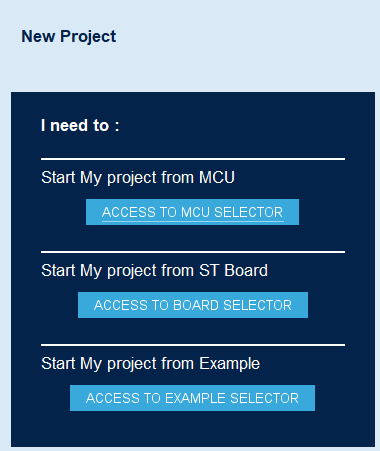 New Project
I need to :
Start My project from MCU
ACCESS TO MCU SELECTOR
Start My project from ST Board
ACCESS TO BOARD SELECTOR
Start My project from Example
ACCESS TO EXAMPLE SELECTOR